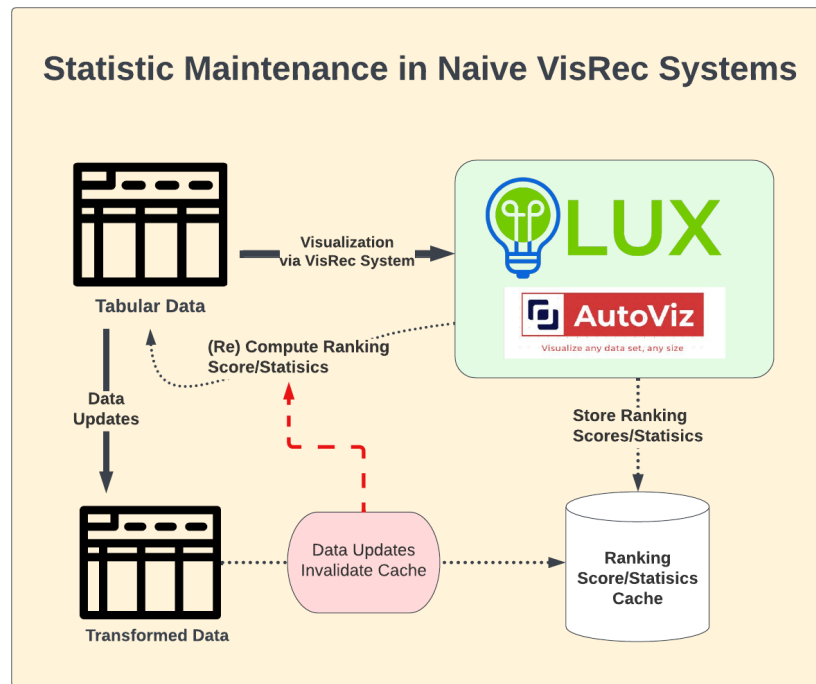 Statistic Maintenance in Naive VisRec Systems
LUX
Visualization
via VisRec System
AutoViz
Visualize any data set, any size
Tabular Data
(Re) Compute Ranking
Score/Statisics
Data
Updates
Store Ranking
Scores/Statisics
Data Updates
Invalidate Cache
Ranking
Score/Statisics
Cache
Transformed Data